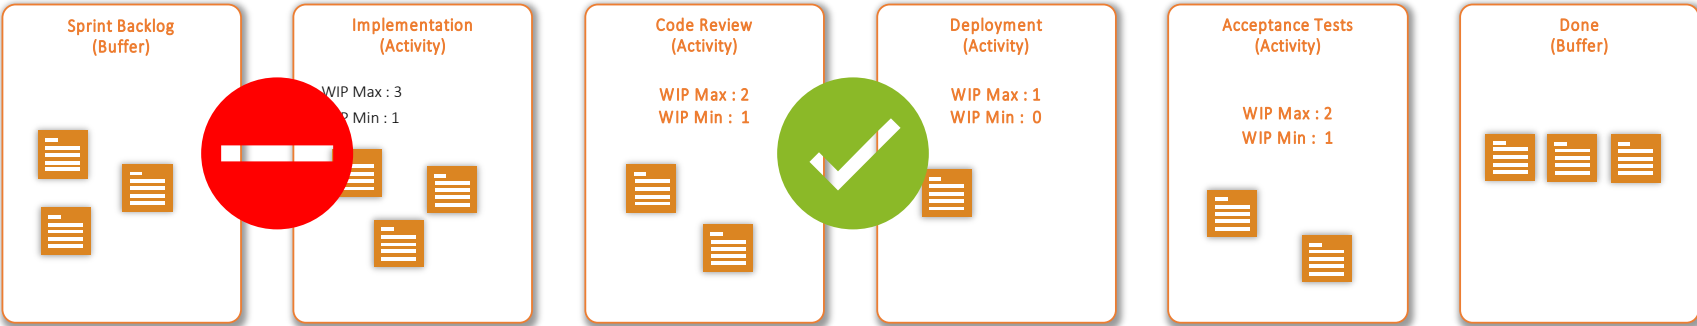 Sprint Backlog
(Buffer)
Implementation
(Activity)
WIP Max : 3
P Min : 1
Code Review
(Activity)
WIP Max : 2
WIP Min : 1
Deployment
(Activity)
WIP Max : 1
WIP Min : 0
Acceptance Tests
(Activity)
WIP Max : 2
WIP Min : 1
Done
(Buffer)